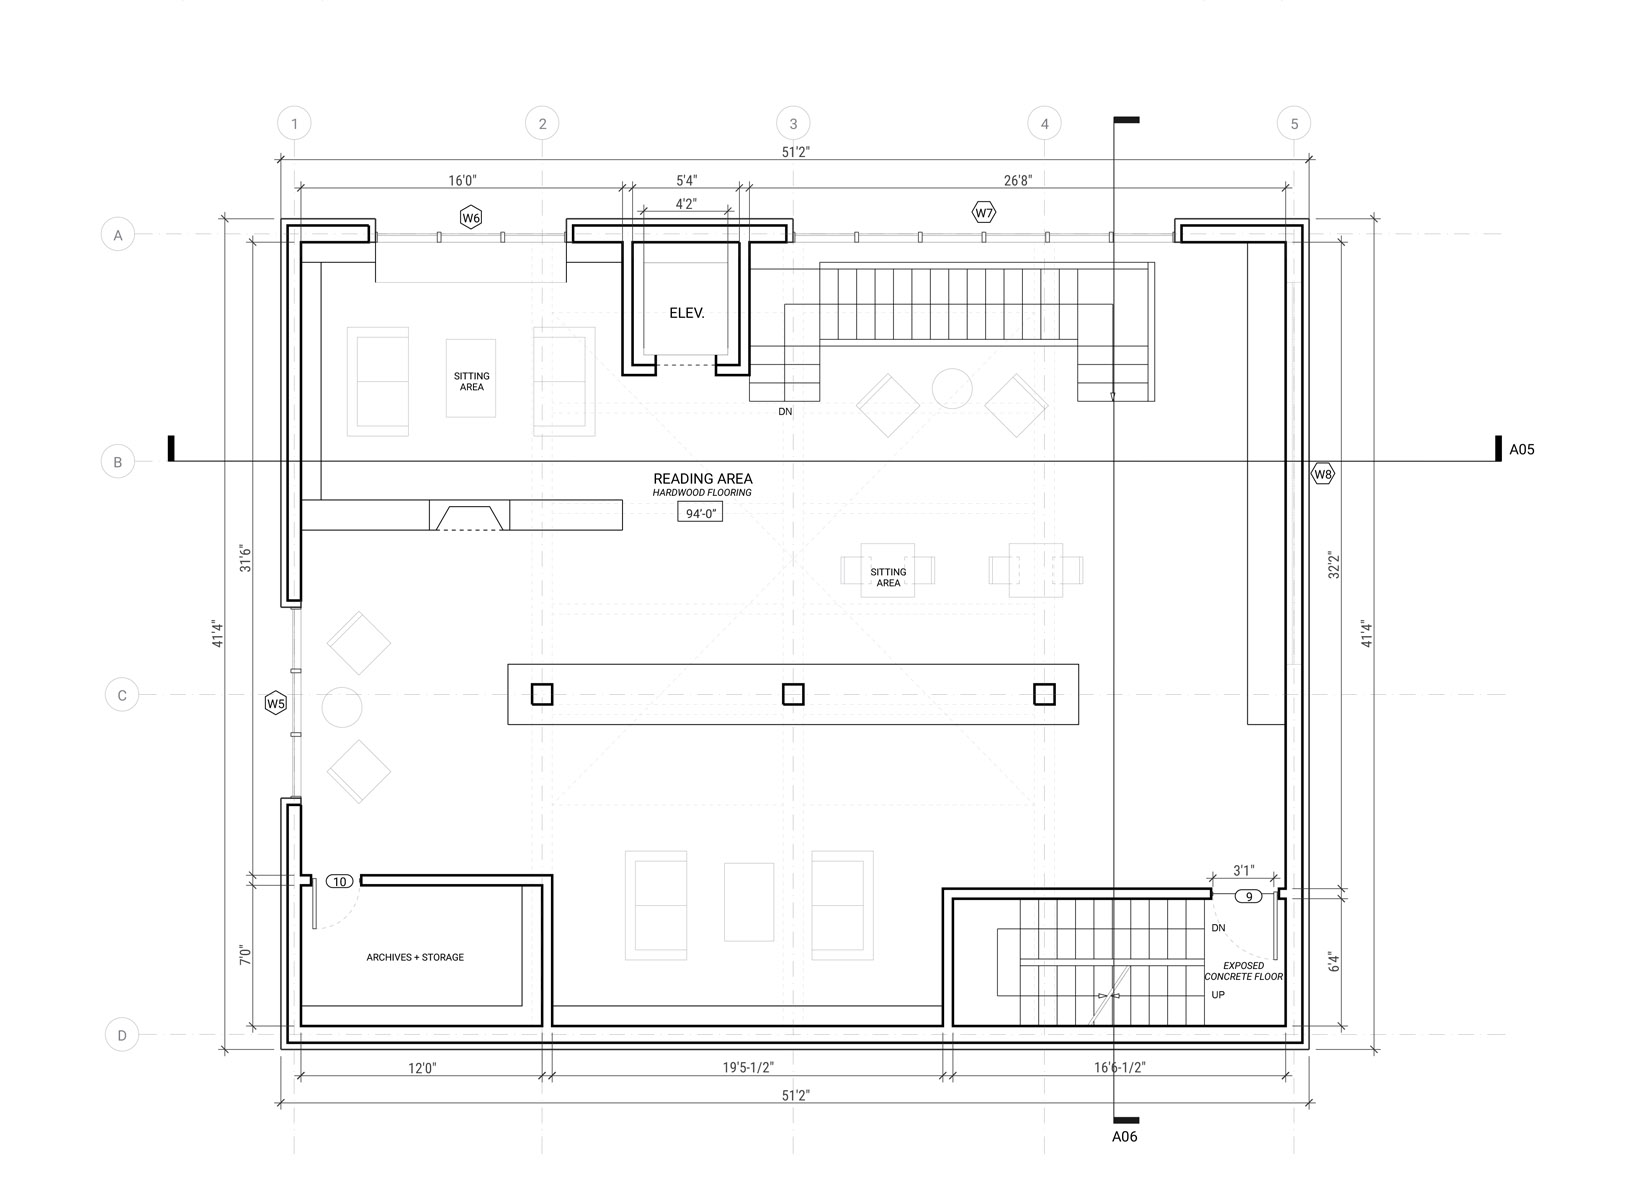 1
2
3
4
5
51'2"
16'0"
5'4"
26'8"
4'2"
W6
W7
A
ELEV.
SITTING
AREA
DN
A05
B
W8
READING AREA
HARDWOOD FLOORING
94'-0"
31'6"
32'2"
SITTING
AREA
41'4"
41'4"
C
W5
3'1"
10
9
DN
7'0"
ARCHIVES + STORAGE
EXPOSED
CONCRETE FLOOR
6'4"
UP
D
12'0"
19'5-1/2"
16'6-1/2"
51'2"
A06